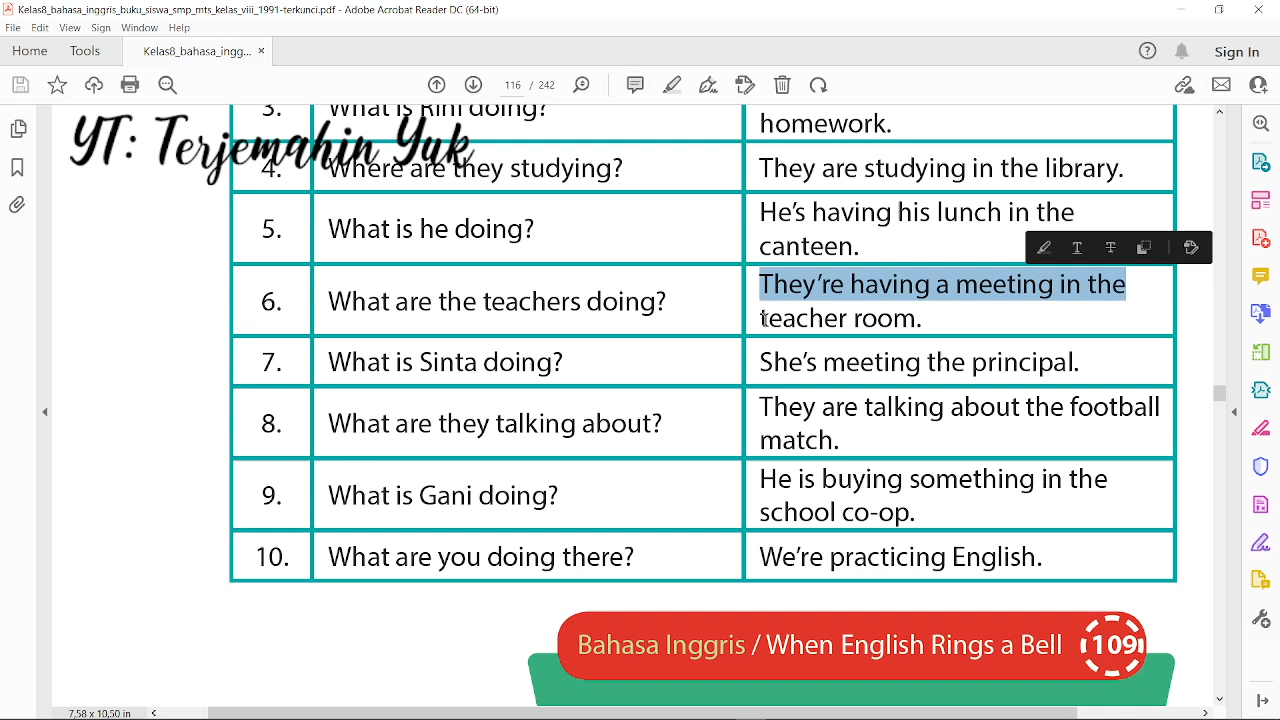 Kelas8_bahasa_inggris_buku_siswa_smp_mts_kelas_viii_1991-terkunci.pdf - Adobe Acrobat Reader DC (64-bit)
File Edit View Sign Window Help
Home Tools Kelas8_bahasa_ingg... × Sign In
116 / 242
YT: Terjemahin Yuk
3. What is Rini doing? homework.
4. Where are they studying? They are studying in the library.
5. What is he doing? He's having his lunch in the
canteen.
6. What are the teachers doing? They're having a meeting in the
teacher room.
7. What is Sinta doing? She's meeting the principal.
8. What are they talking about? They are talking about the football
match.
9. What is Gani doing? He is buying something in the
school co-op.
10. What are you doing there? We're practicing English.
Bahasa Inggris / When English Rings a Bell 109
7,58 x 10,50 in